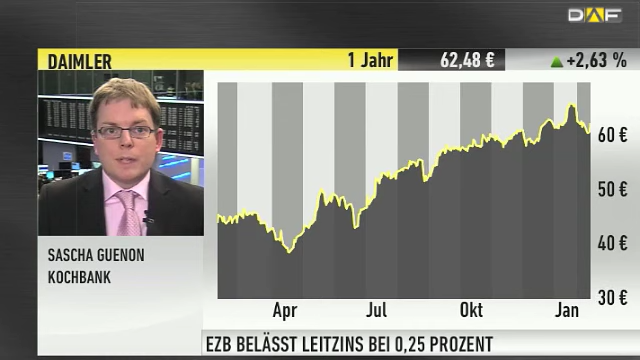 DAF
DAIMLER 1 Jahr 62,48 € +2,63 %
60 €
50 €
40 €
30 €
Apr Jul Okt Jan
SASCHA GUENON
KOCHBANK
EZB BELÄSST LEITZINS BEI 0,25 PROZENT